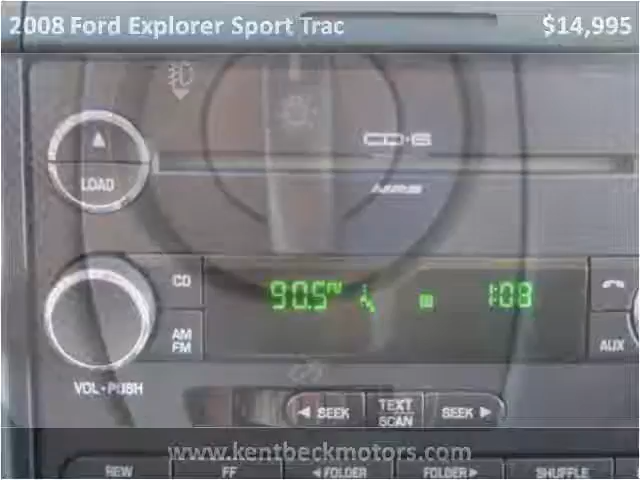 2008 Ford Explorer Sport Trac $14,995
CD·6
LOAD
MP3
CD 90.5 1:03
AM
FM
AUX
VOL·PUSH
◄ SEEK TEXT SCAN SEEK ►
www.kentbeckmotors.com
REW FF ◄FOLDER FOLDER► SHUFFLE